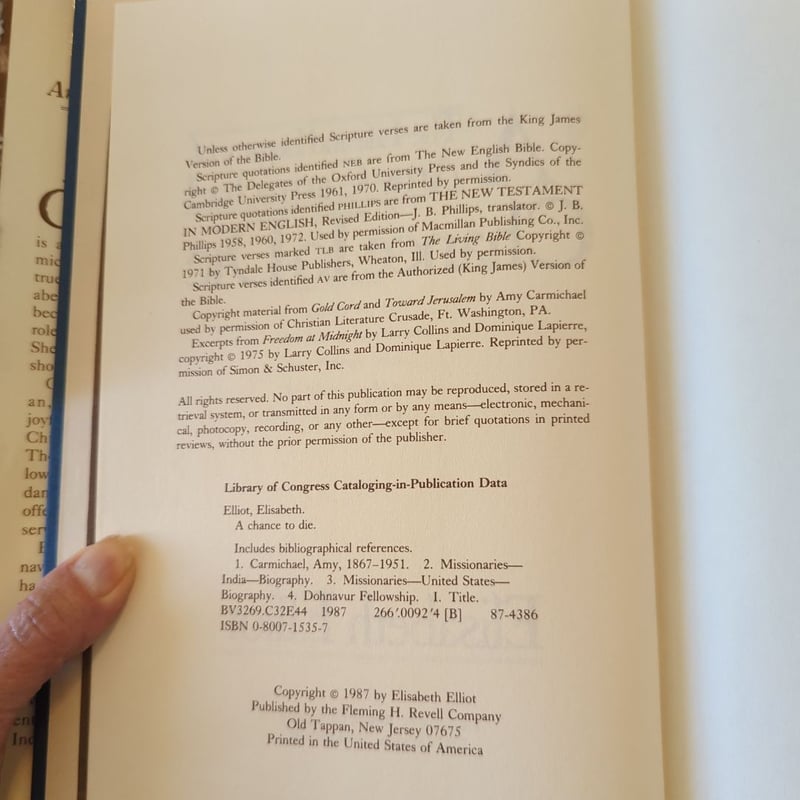 Unless otherwise identified Scripture verses are taken from the King James
Version of the Bible.
Scripture quotations identified NEB are from The New English Bible. Copy-
right © The Delegates of the Oxford University Press and the Syndics of the
Cambridge University Press 1961, 1970. Reprinted by permission.
Scripture quotations identified PHILLIPS are from THE NEW TESTAMENT
IN MODERN ENGLISH, Revised Edition—J. B. Phillips, translator. © J. B.
Phillips 1958, 1960, 1972. Used by permission of Macmillan Publishing Co., Inc.
Scripture verses marked TLB are taken from The Living Bible Copyright ©
1971 by Tyndale House Publishers, Wheaton, Ill. Used by permission.
Scripture verses identified AV are from the Authorized (King James) Version of
the Bible.
Copyright material from Gold Cord and Toward Jerusalem by Amy Carmichael
used by permission of Christian Literature Crusade, Ft. Washington, PA.
Excerpts from Freedom at Midnight by Larry Collins and Dominique Lapierre,
copyright © 1975 by Larry Collins and Dominique Lapierre. Reprinted by per-
mission of Simon & Schuster, Inc.
All rights reserved. No part of this publication may be reproduced, stored in a re-
trieval system, or transmitted in any form or by any means—electronic, mechani-
cal, photocopy, recording, or any other—except for brief quotations in printed
reviews, without the prior permission of the publisher.
Library of Congress Cataloging-in-Publication Data
Elliot, Elisabeth.
A chance to die.
Includes bibliographical references.
1. Carmichael, Amy, 1867–1951. 2. Missionaries—
India—Biography. 3. Missionaries—United States—
Biography. 4. Dohnavur Fellowship. I. Title.
BV3269.C32E44 1987 266′.0092′4 [B] 87-4386
ISBN 0-8007-1535-7
Copyright © 1987 by Elisabeth Elliot
Published by the Fleming H. Revell Company
Old Tappan, New Jersey 07675
Printed in the United States of America